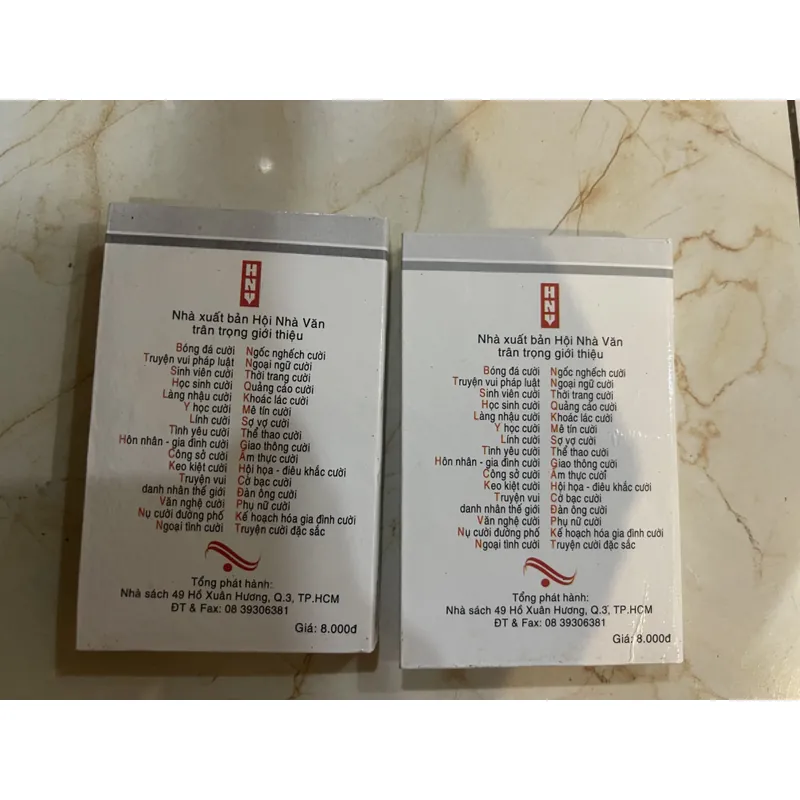 HNV
Nhà xuất bản Hội Nhà Văn
trân trọng giới thiệu
Bóng đá cười Ngốc nghếch cười
Truyện vui pháp luật Ngoại ngữ cười
Sinh viên cười Thời trang cười
Học sinh cười Quảng cáo cười
Làng nhậu cười Khoác lác cười
Y học cười Mê tín cười
Lính cười Sợ vợ cười
Tình yêu cười Thể thao cười
Hôn nhân - gia đình cười Giao thông cười
Công sở cười Ẩm thực cười
Keo kiệt cười Hội họa - điêu khắc cười
Truyện vui Cờ bạc cười
danh nhân thế giới Đàn ông cười
Văn nghệ cười Phụ nữ cười
Nụ cười đường phố Kế hoạch hóa gia đình cười
Ngoại tình cười Truyện cười đặc sắc
Tổng phát hành:
Nhà sách 49 Hồ Xuân Hương, Q.3, TP.HCM
ĐT & Fax: 08 39306381
Giá: 8.000đ
HNV
Nhà xuất bản Hội Nhà Văn
trân trọng giới thiệu
Bóng đá cười Ngốc nghếch cười
Truyện vui pháp luật Ngoại ngữ cười
Sinh viên cười Thời trang cười
Học sinh cười Quảng cáo cười
Làng nhậu cười Khoác lác cười
Y học cười Mê tín cười
Lính cười Sợ vợ cười
Tình yêu cười Thể thao cười
Hôn nhân - gia đình cười Giao thông cười
Công sở cười Ẩm thực cười
Keo kiệt cười Hội họa - điêu khắc cười
Truyện vui Cờ bạc cười
danh nhân thế giới Đàn ông cười
Văn nghệ cười Phụ nữ cười
Nụ cười đường phố Kế hoạch hóa gia đình cười
Ngoại tình cười Truyện cười đặc sắc
Tổng phát hành:
Nhà sách 49 Hồ Xuân Hương, Q.3, TP.HCM
ĐT & Fax: 08 39306381
Giá: 8.000đ